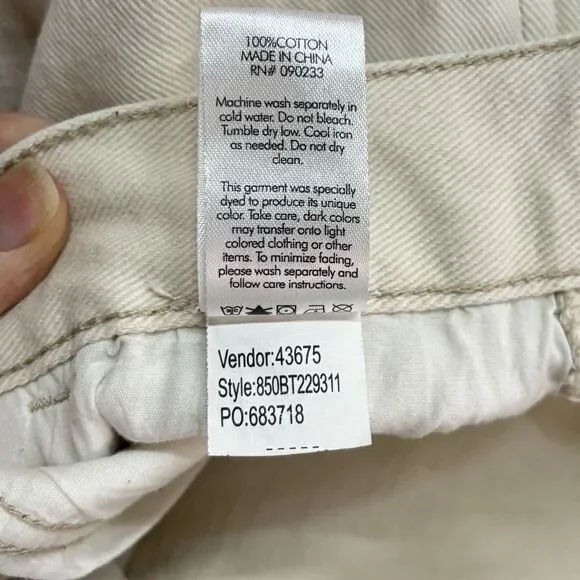 100%COTTON
MADE IN CHINA
RN# 090233
Machine wash separately in
cold water. Do not bleach.
Tumble dry low. Cool iron
as needed. Do not dry
clean.
This garment was specially
dyed to produce its unique
color. Take care, dark colors
may transfer onto light
colored clothing or other
items. To minimize fading,
please wash separately and
follow care instructions.
Vendor:43675
Style:850BT229311
PO:683718
-----